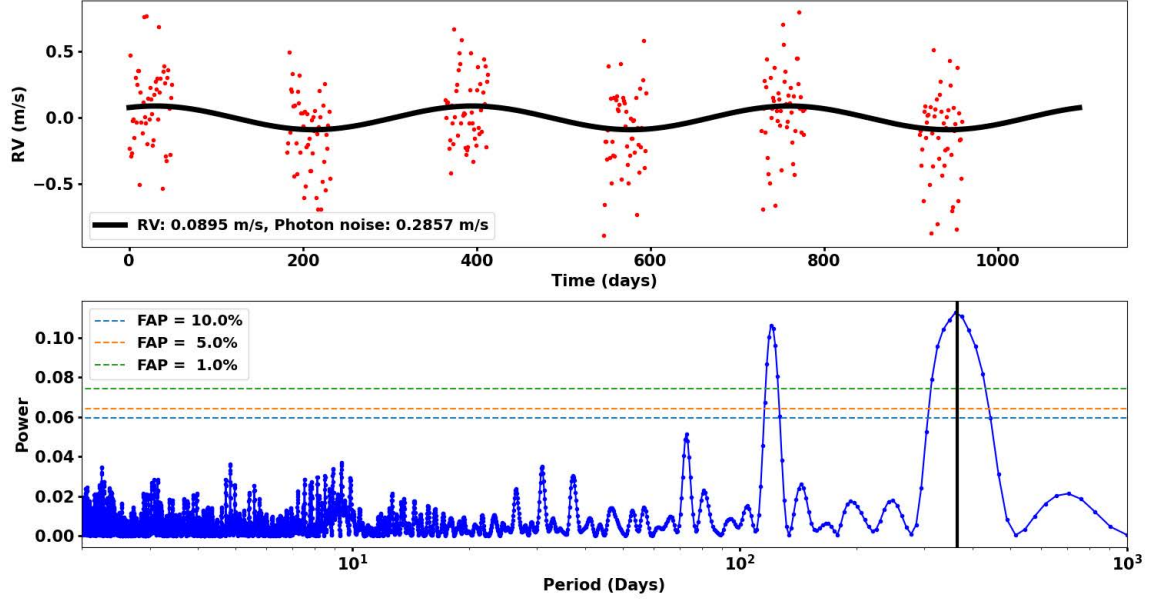 0.5
0.0
−0.5
RV (m/s)
RV: 0.0895 m/s, Photon noise: 0.2857 m/s
0 200 400 600 800 1000
Time (days)
FAP = 10.0%
FAP =  5.0%
FAP =  1.0%
0.10
0.08
0.06
0.04
0.02
0.00
Power
10¹ 10² 10³
Period (Days)